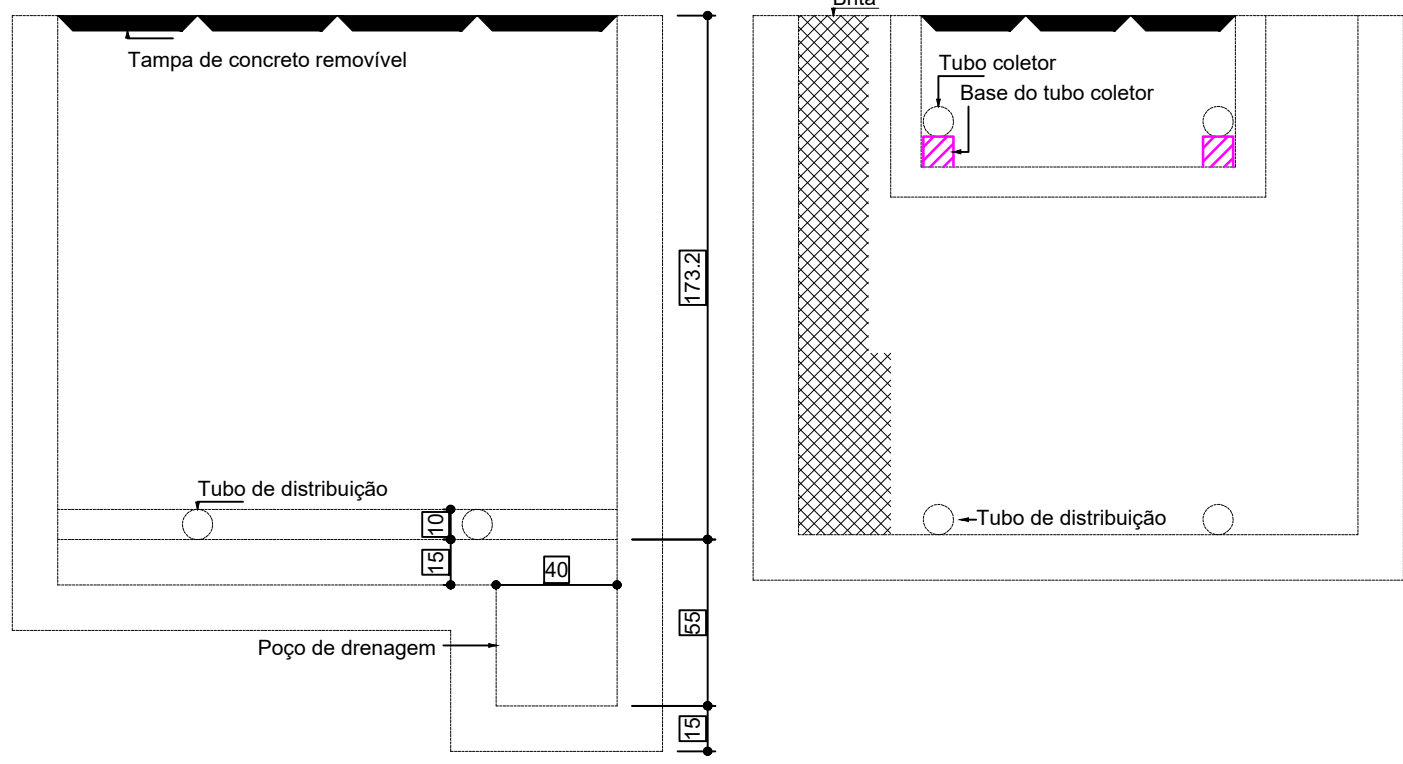 Brita
Tampa de concreto removível
Tubo coletor
Base do tubo coletor
173.2
Tubo de distribuição
10
15
40
Tubo de distribuição
55
Poço de drenagem
15